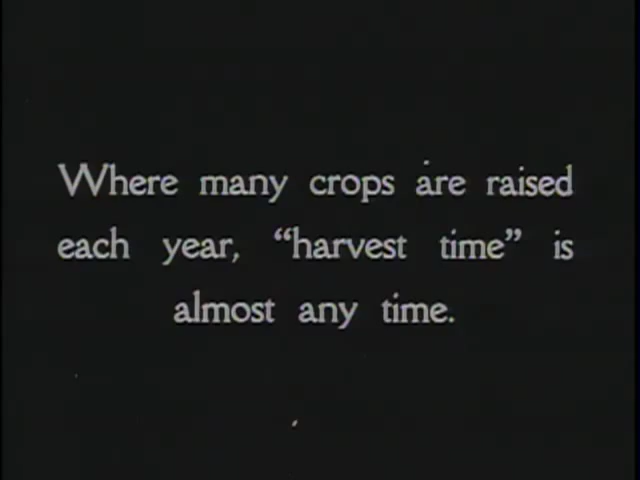 Where many crops are raised
each year, “harvest time” is
almost any time.